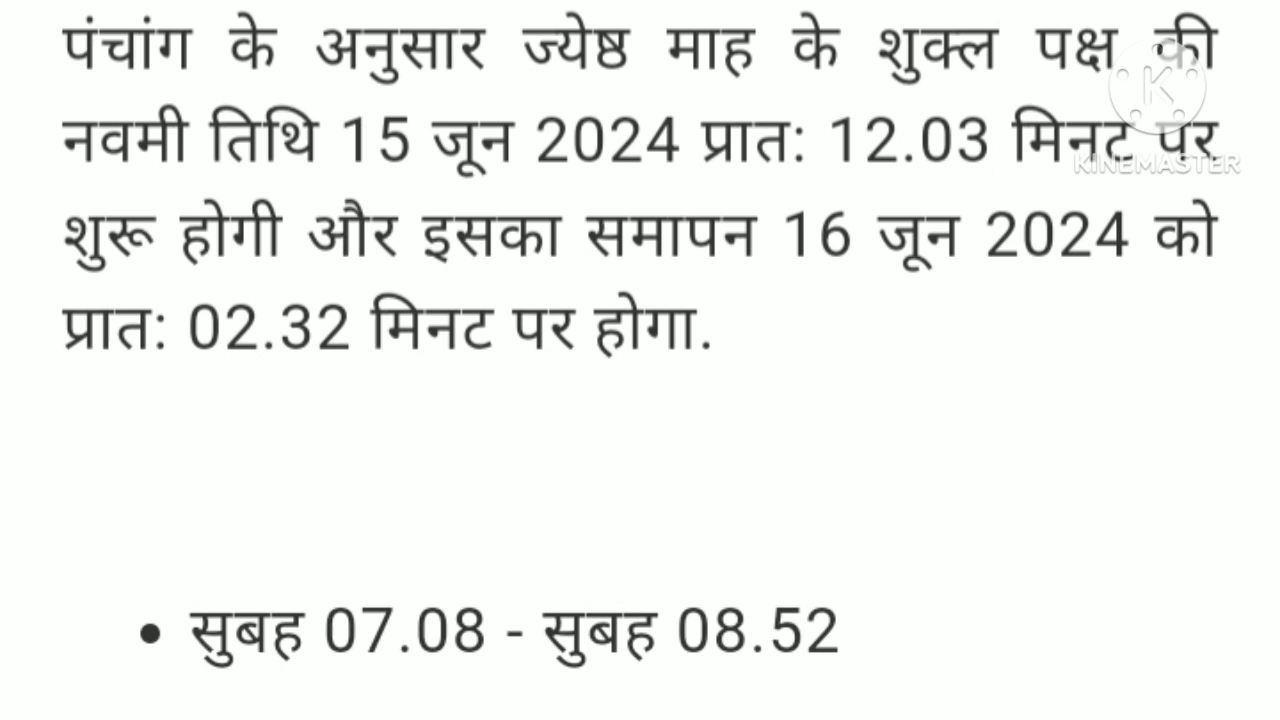 पंचांग के अनुसार ज्येष्ठ माह के शुक्ल पक्ष की
नवमी तिथि 15 जून 2024 प्रात: 12.03 मिनट पर
KINEMASTER
शुरू होगी और इसका समापन 16 जून 2024 को
प्रात: 02.32 मिनट पर होगा.
• सुबह 07.08 - सुबह 08.52